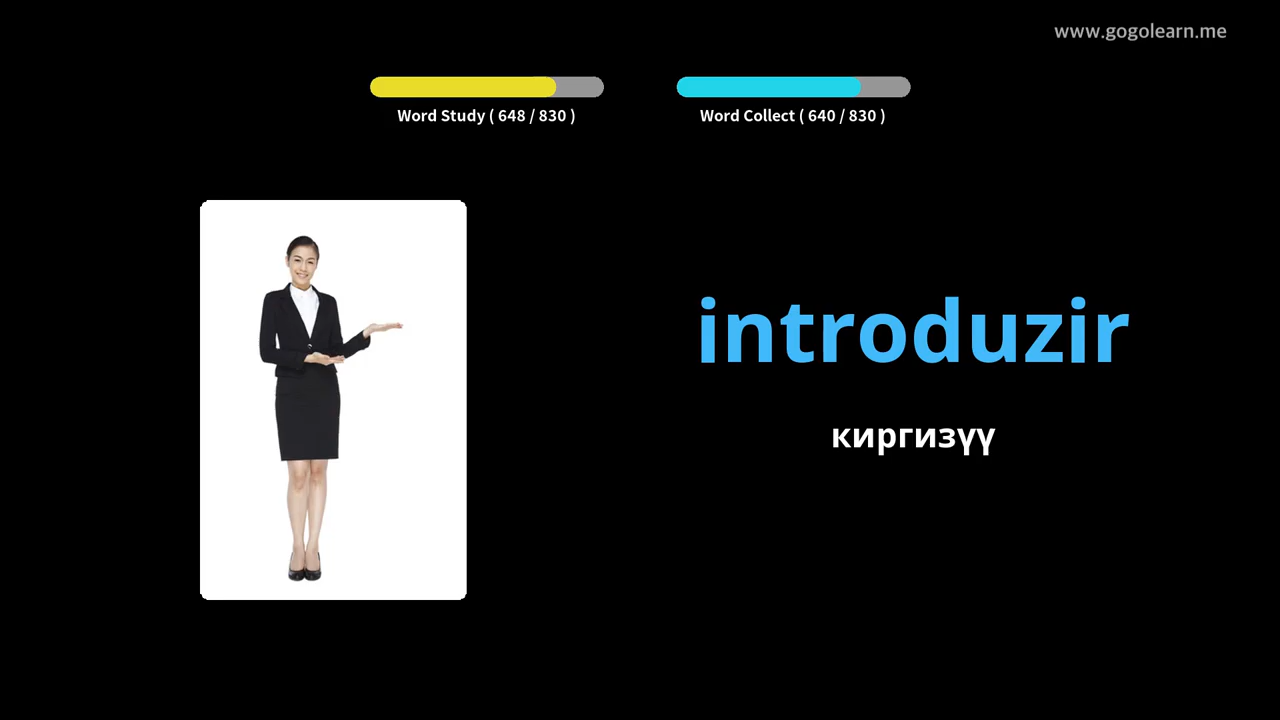 www.gogolearn.me
Word Study ( 648 / 830 )
Word Collect ( 640 / 830 )
introduzir
киргизүү